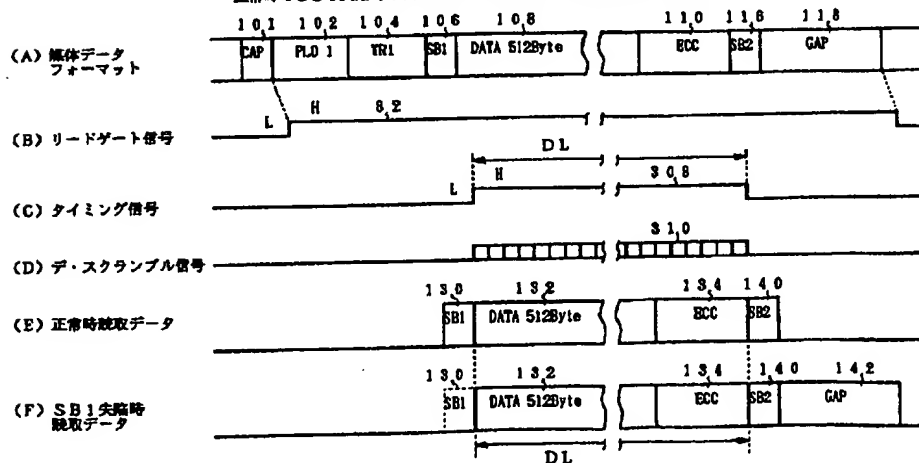 101 102 104 106 108 110 116 118
(A) 媒体データ
フォーマット
CAP PLO 1 TR1 SB1 DATA 512Byte ECC SB2 GAP
L H 82
(B) リードゲート信号
DL
L H 308
(C) タイミング信号
310
(D) デ・スクランブル信号
130 132 134 140
(E) 正常時読取データ
SB1 DATA 512Byte ECC SB2
130 132 134 140 142
(F) SB1失陥時
読取データ
SB1 DATA 512Byte ECC SB2 GAP
DL